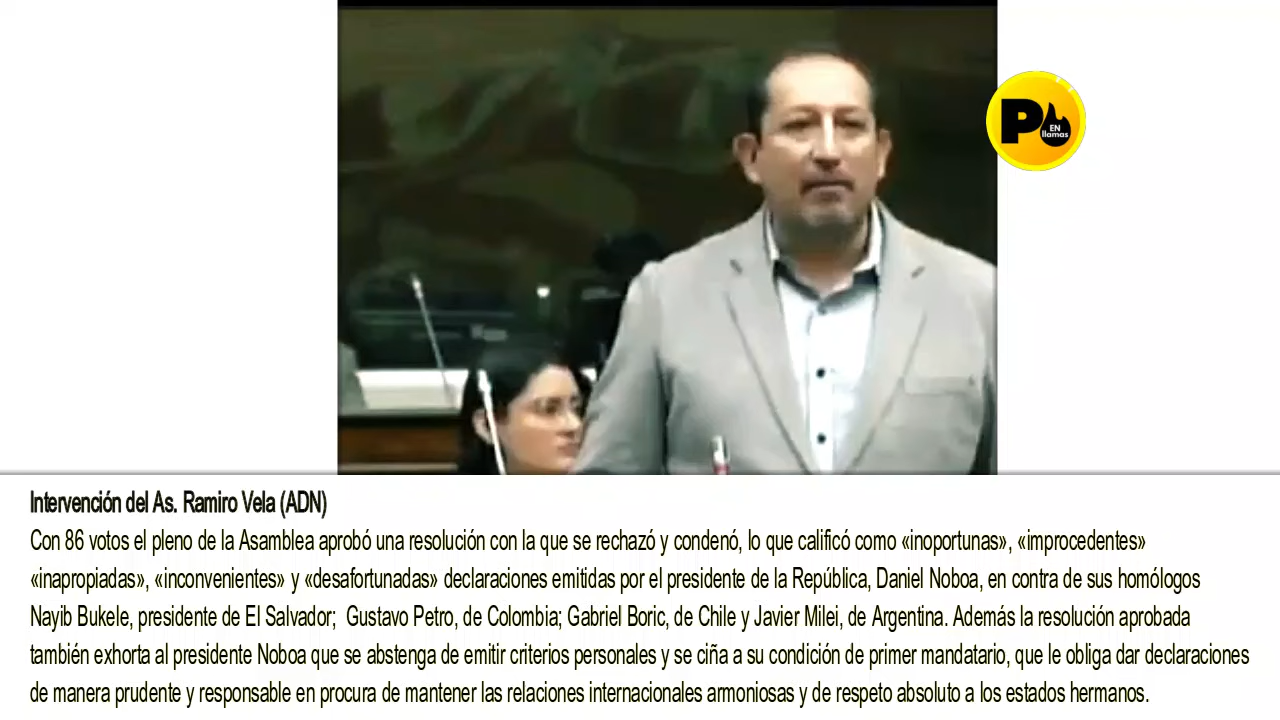 P
EN
llamas
Intervención del As. Ramiro Vela (ADN)
Con 86 votos el pleno de la Asamblea aprobó una resolución con la que se rechazó y condenó, lo que calificó como «inoportunas», «improcedentes»
«inapropiadas», «inconvenientes» y «desafortunadas» declaraciones emitidas por el presidente de la República, Daniel Noboa, en contra de sus homólogos
Nayib Bukele, presidente de El Salvador;  Gustavo Petro, de Colombia; Gabriel Boric, de Chile y Javier Milei, de Argentina. Además la resolución aprobada
también exhorta al presidente Noboa que se abstenga de emitir criterios personales y se ciña a su condición de primer mandatario, que le obliga dar declaraciones
de manera prudente y responsable en procura de mantener las relaciones internacionales armoniosas y de respeto absoluto a los estados hermanos.